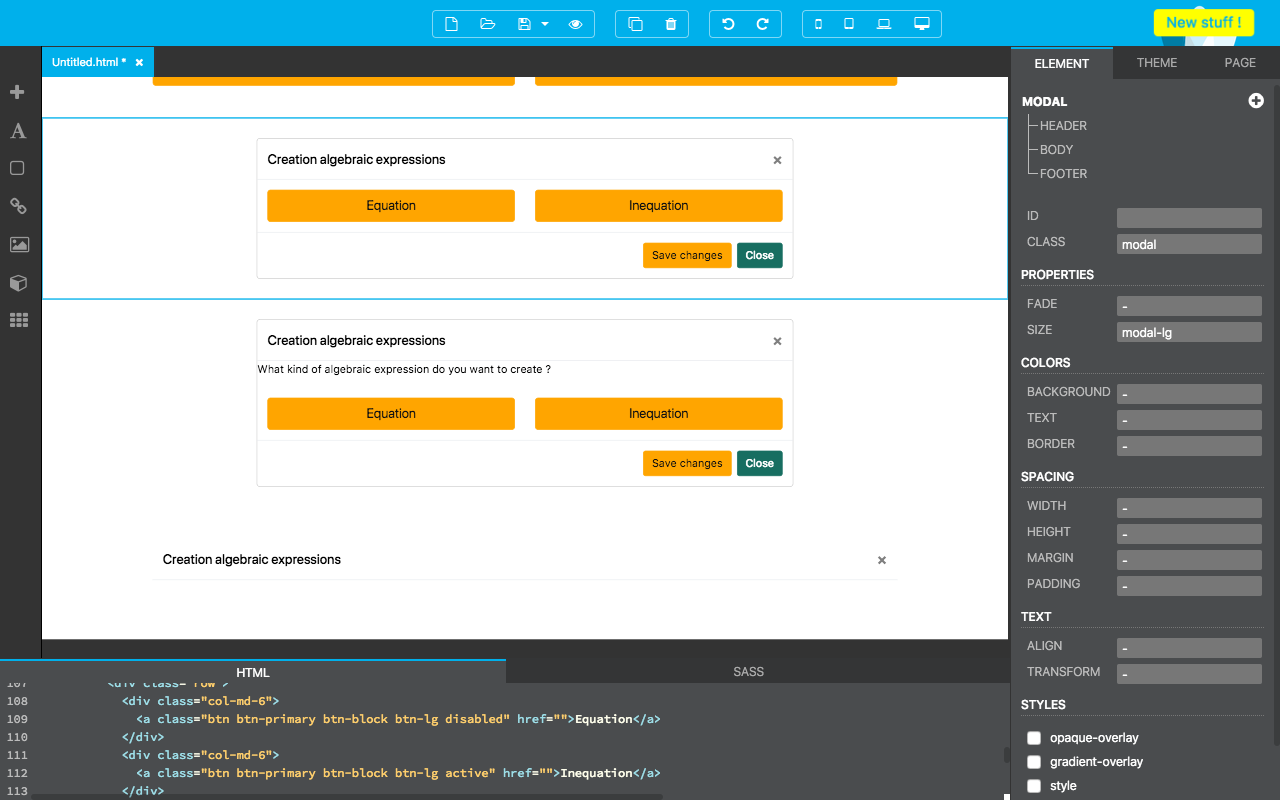 New stuff !
Untitled.html * ×
ELEMENT THEME PAGE
MODAL
HEADER
BODY
FOOTER
ID
CLASS modal
PROPERTIES
FADE -
SIZE modal-lg
COLORS
BACKGROUND -
TEXT -
BORDER -
SPACING
WIDTH -
HEIGHT -
MARGIN -
PADDING -
TEXT
ALIGN -
TRANSFORM -
STYLES
opaque-overlay
gradient-overlay
style
Creation algebraic expressions ×
Equation Inequation
Save changes Close
Creation algebraic expressions ×
What kind of algebraic expression do you want to create ?
Equation Inequation
Save changes Close
Creation algebraic expressions ×
HTML SASS
107 <div class="row">
108 <div class="col-md-6">
109 <a class="btn btn-primary btn-block btn-lg disabled" href="">Equation</a>
110 </div>
111 <div class="col-md-6">
112 <a class="btn btn-primary btn-block btn-lg active" href="">Inequation</a>
113 </div>